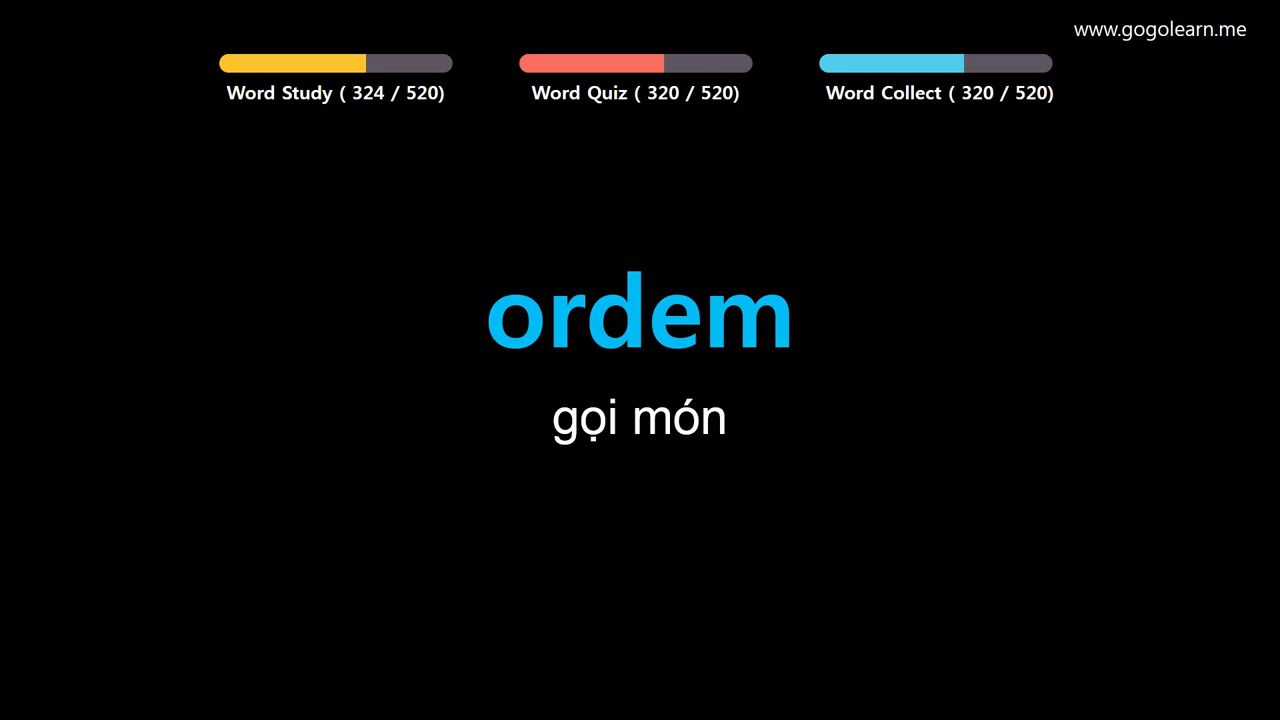 www.gogolearn.me
Word Study ( 324 / 520)
Word Quiz ( 320 / 520)
Word Collect ( 320 / 520)
ordem
gọi món